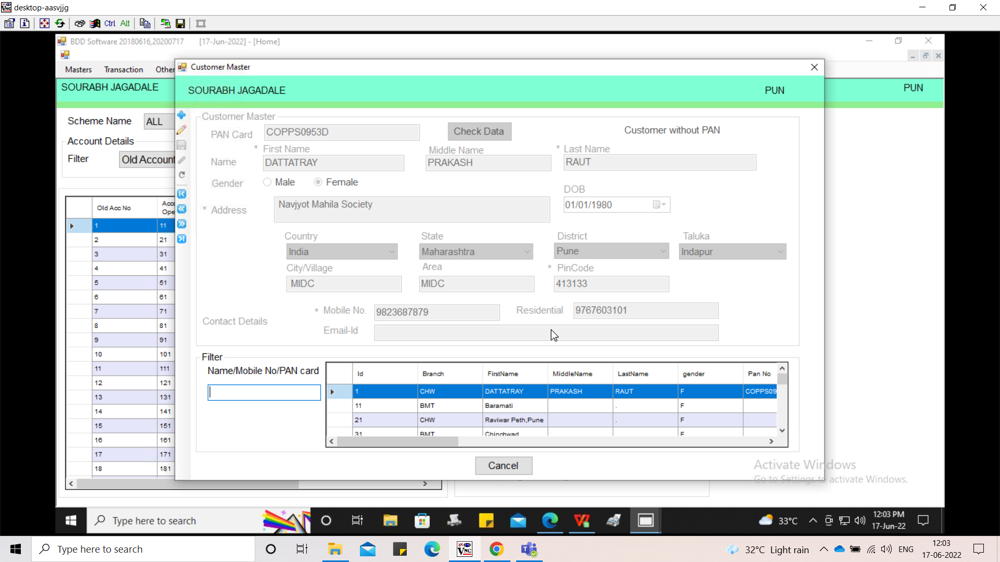 desktop-aasvjjg
Ctrl Alt
BDD Software 20180616,20200717 [17-Jun-2022] - [Home]
Masters Transaction Other
SOURABH JAGADALE
PUN
Scheme Name ALL
Account Details
Filter Old Account
Old Acc No
1 11
2 21
3 31
4 41
5 51
6 61
7 71
8 81
9 91
10 101
11 111
12 121
13 131
14 141
15 151
16 161
17 171
18 181
Customer Master
SOURABH JAGADALE PUN
Customer Master
PAN Card COPPS0953D Check Data Customer without PAN
* First Name Middle Name * Last Name
Name DATTATRAY PRAKASH RAUT
Gender Male Female
DOB
* Address Navjyot Mahila Society 01/01/1980
Country State District Taluka
India Maharashtra Pune Indapur
City/Village Area * PinCode
MIDC MIDC 413133
Contact Details
* Mobile No. 9823687879 Residential 9767603101
Email-Id
Filter
Name/Mobile No/PAN card
Id Branch FirstName MiddleName LastName gender Pan No
1 CHW DATTATRAY PRAKASH RAUT F COPPS09
11 BMT Baramati . F
21 CHW Raviwar Peth,Pune . F
31 BMT Chinchwad F
Cancel
Activate Windows
Go to Settings to activate Windows.
Type here to search
33°C
12:03 PM
17-Jun-22
Type here to search
32°C Light rain
ENG
12:03
17-06-2022